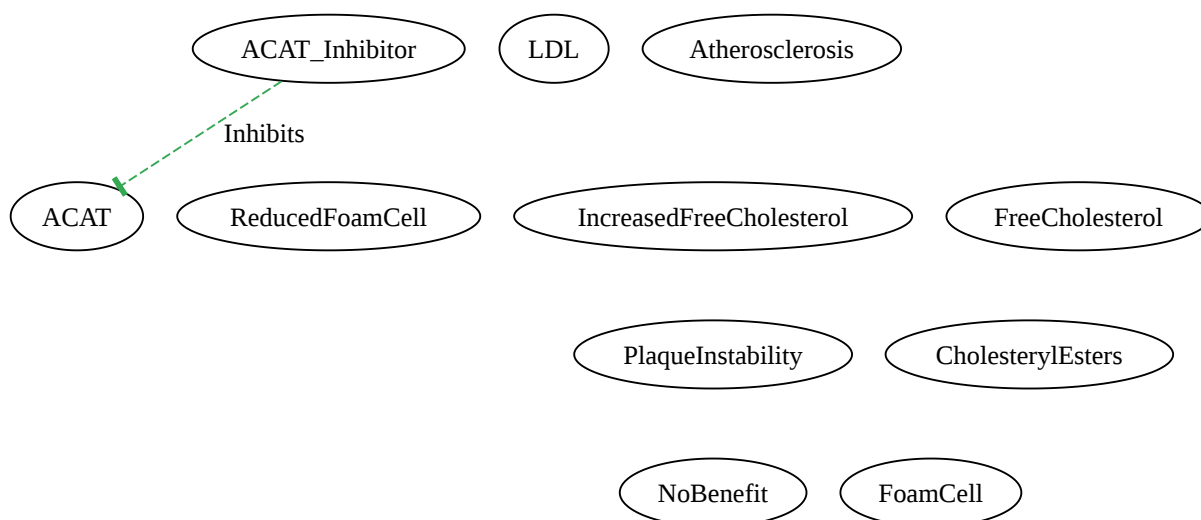 ACAT_Inhibitor
LDL
Atherosclerosis
Inhibits
ACAT
ReducedFoamCell
IncreasedFreeCholesterol
FreeCholesterol
PlaqueInstability
CholesterylEsters
NoBenefit
FoamCell